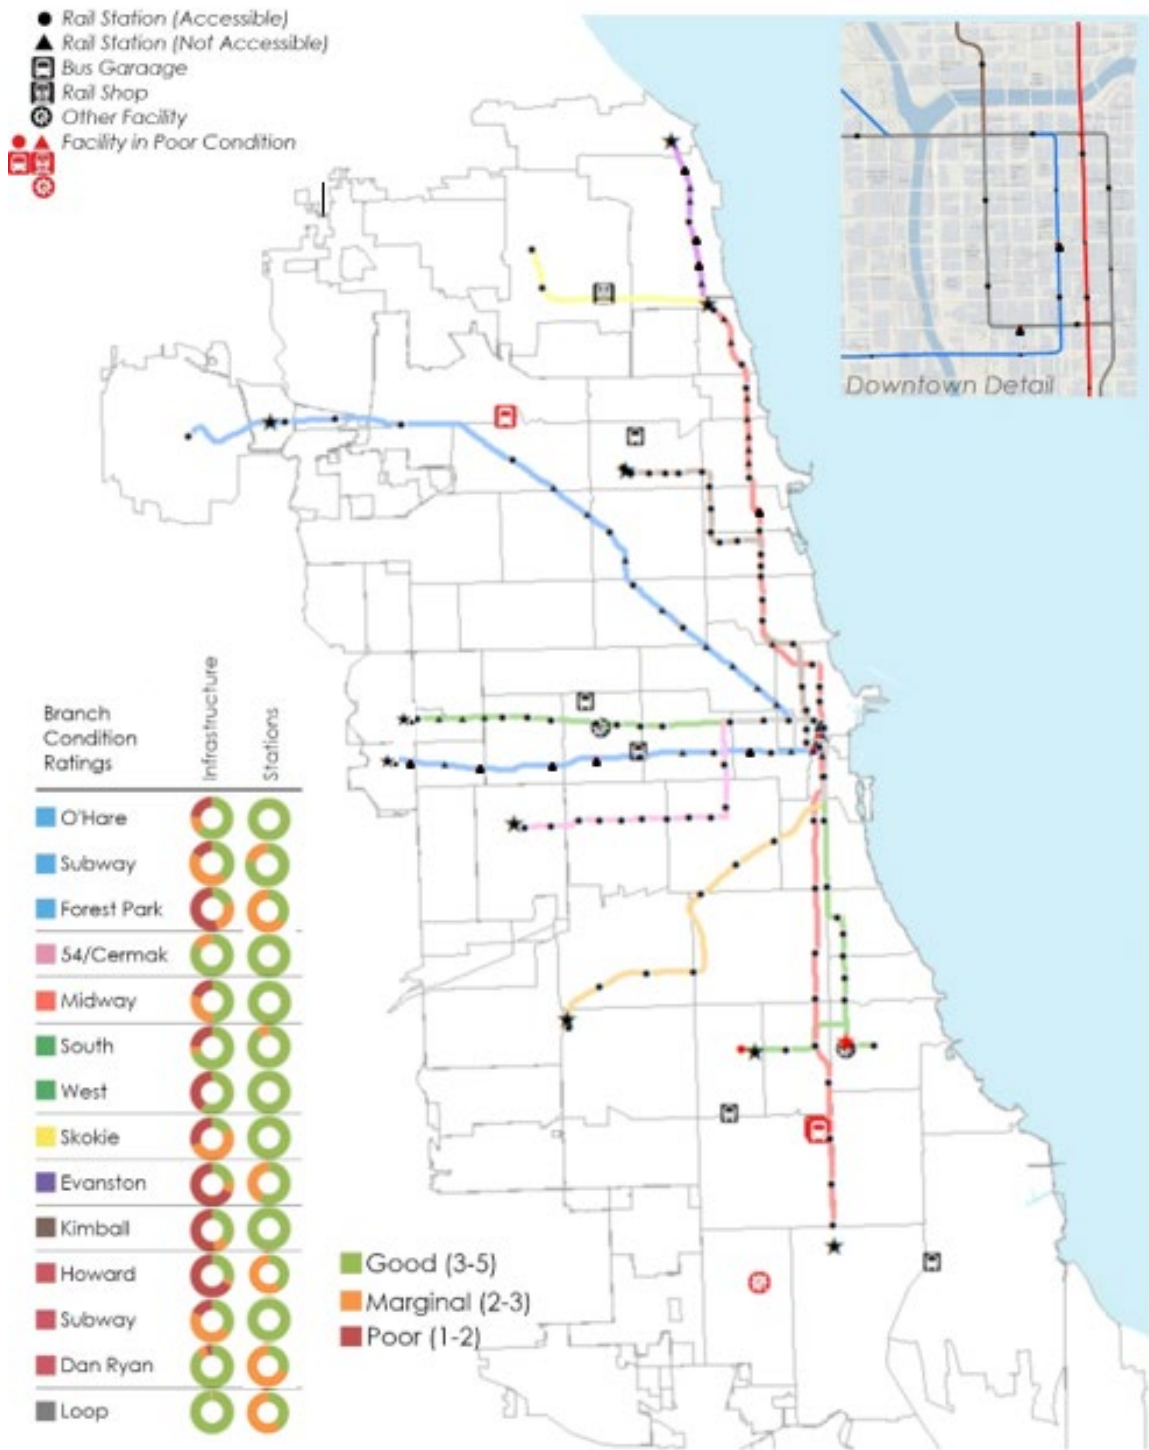 Rail Station (Accessible)
Rail Station (Not Accessible)
Bus Garaage
Rail Shop
Other Facility
Facility in Poor Condition
Downtown Detail
Branch
Condition
Ratings
Infrastructure
Stations
O'Hare
Subway
Forest Park
54/Cermak
Midway
South
West
Skokie
Evanston
Kimball
Howard
Subway
Dan Ryan
Loop
Good (3-5)
Marginal (2-3)
Poor (1-2)